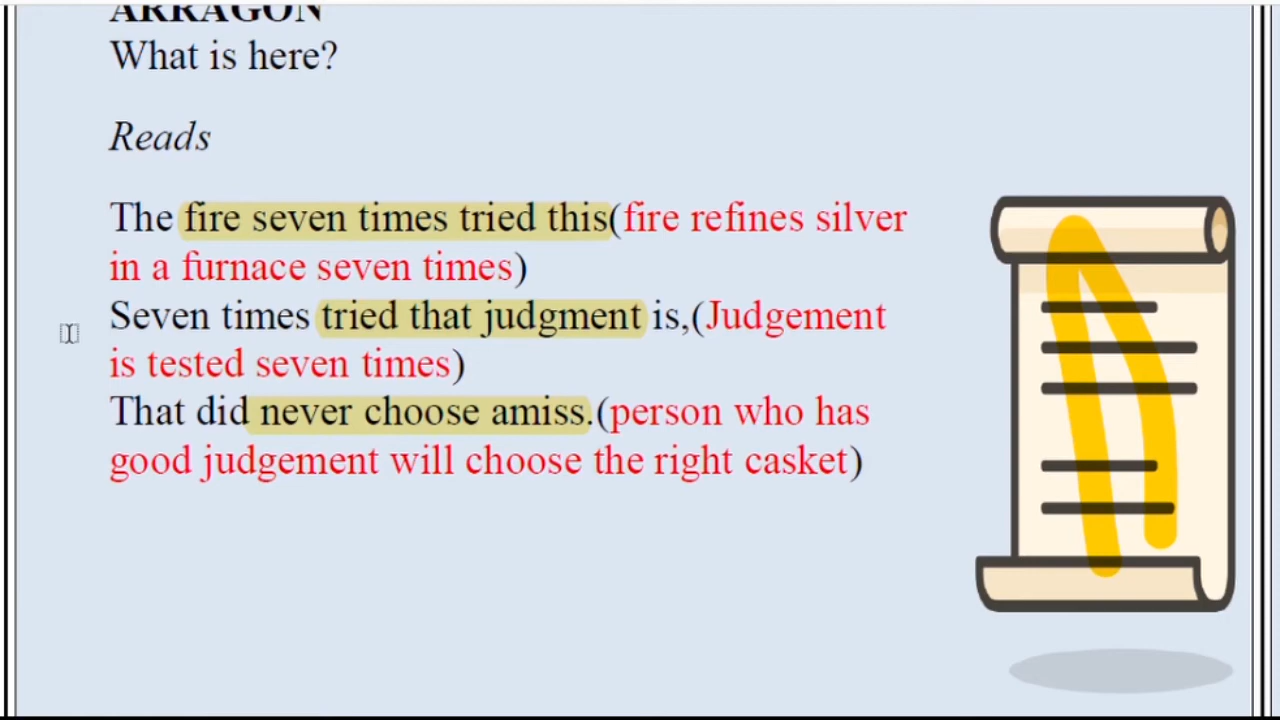 ARRAGON
What is here?
Reads
The fire seven times tried this(fire refines silver
in a furnace seven times)
Seven times tried that judgment is,(Judgement
is tested seven times)
That did never choose amiss.(person who has
good judgement will choose the right casket)